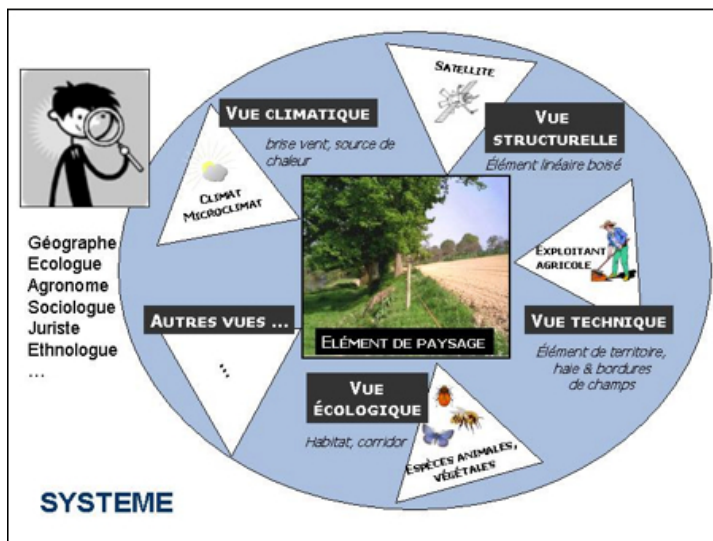 SATELLITE
VUE CLIMATIQUE
brise vent, source de
chaleur
VUE
STRUCTURELLE
Élément linéaire boisé
CLIMAT
MICROCLIMAT
Géographe
Ecologue
Agronome
Sociologue
Juriste
Ethnologue
...
EXPLOITANT
AGRICOLE
AUTRES VUES ...
...
ELÉMENT DE PAYSAGE
VUE TECHNIQUE
Élément de territoire,
haie & bordures
de champs
VUE
ÉCOLOGIQUE
Habitat, corridor
ESPÈCES ANIMALES,
VÉGÉTALES
SYSTEME